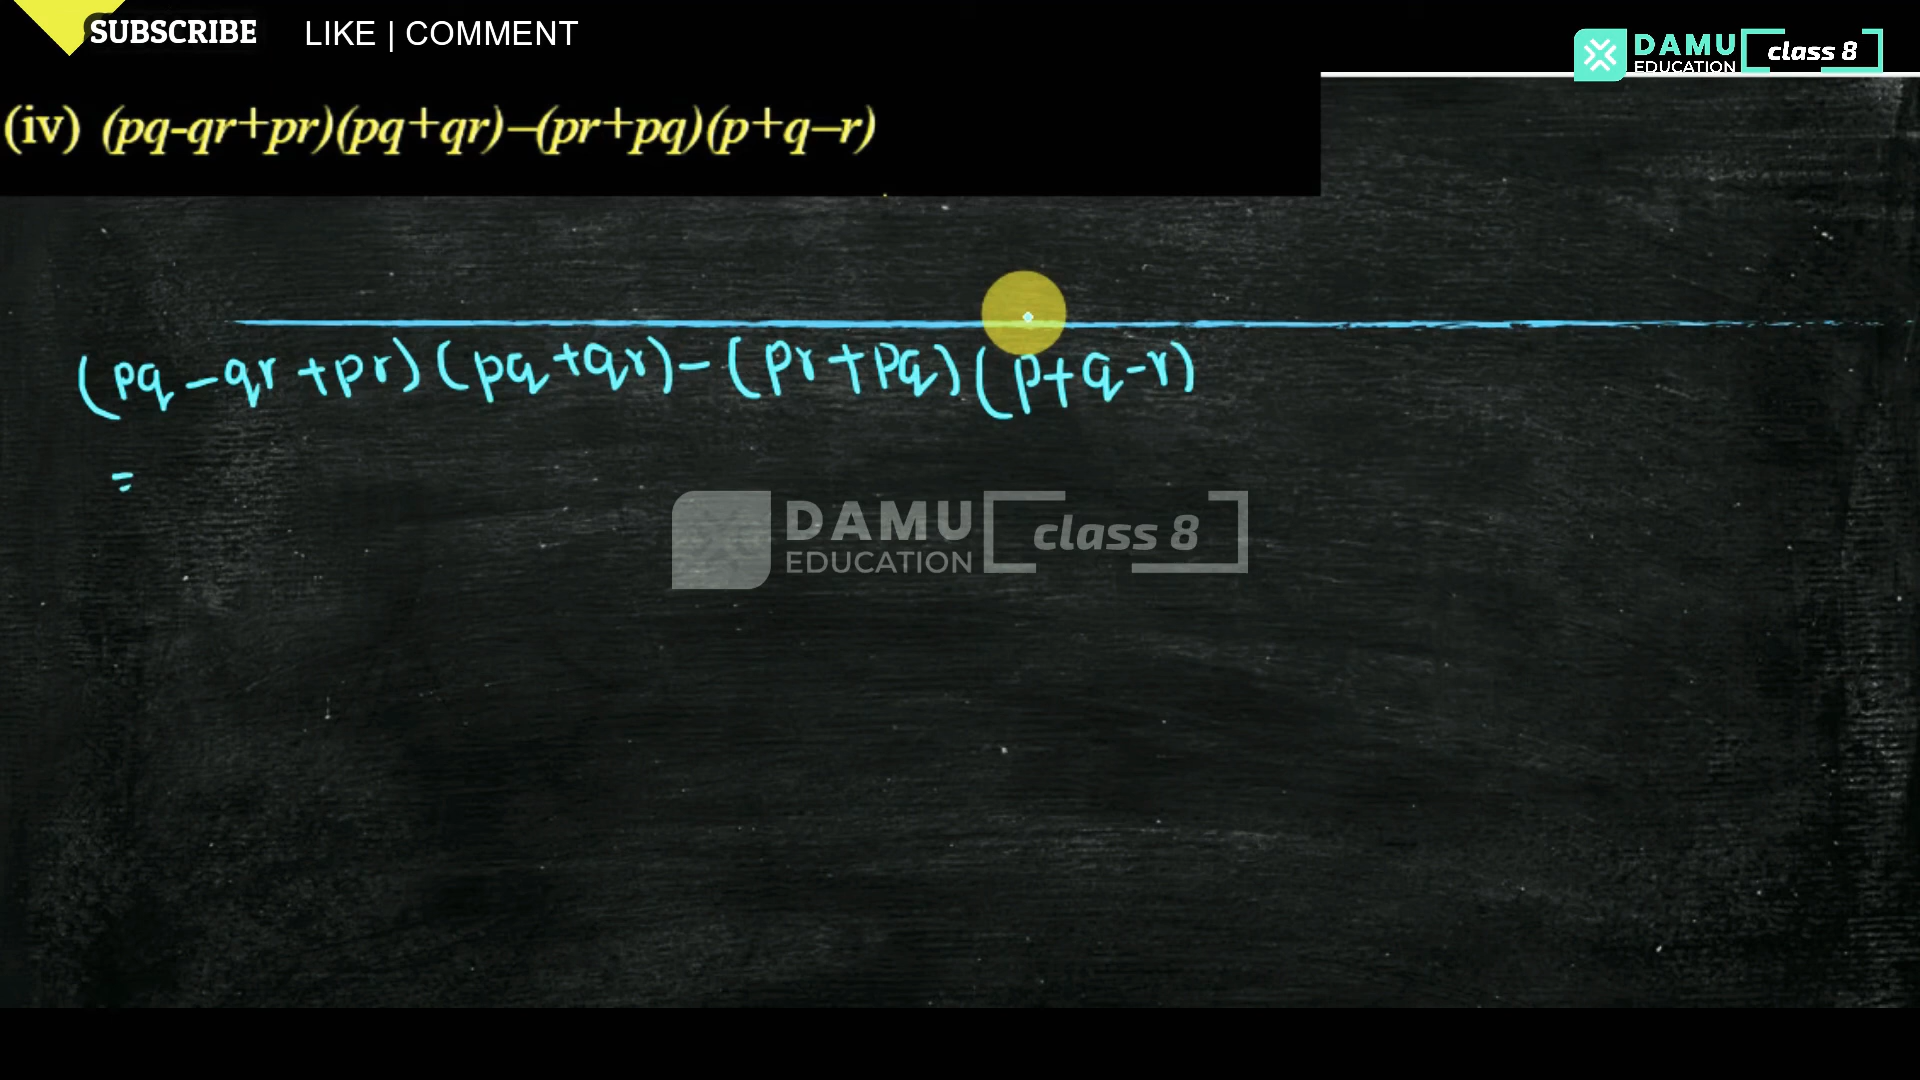 SUBSCRIBE LIKE | COMMENT
DAMU EDUCATION class 8
(iv) (pq-qr+pr)(pq+qr)–(pr+pq)(p+q–r)
(pq-qr+pr)(pq+qr)-(pr+pq)(p+q-r)
=
DAMU EDUCATION class 8